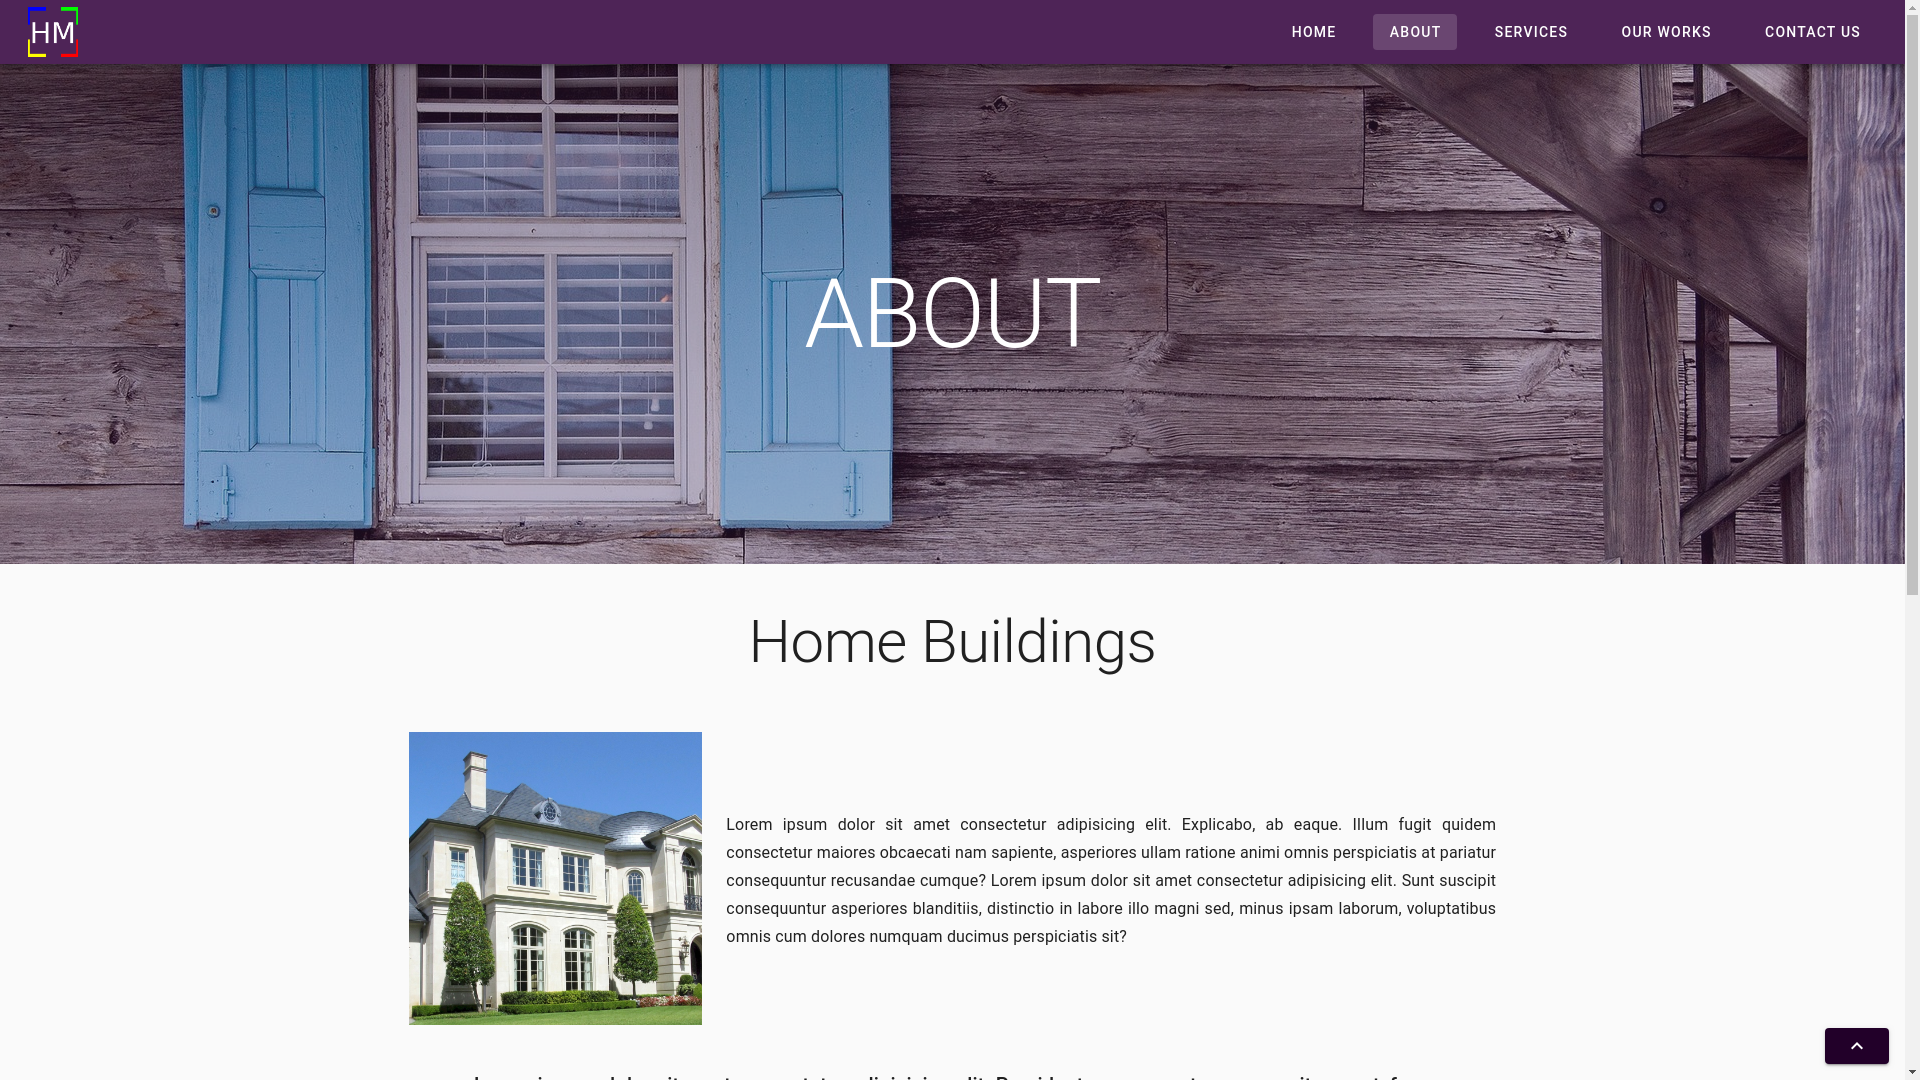 HM
HOME ABOUT SERVICES OUR WORKS CONTACT US
ABOUT
Home Buildings
Lorem ipsum dolor sit amet consectetur adipisicing elit. Explicabo, ab eaque. Illum fugit quidem
consectetur maiores obcaecati nam sapiente, asperiores ullam ratione animi omnis perspiciatis at pariatur
consequuntur recusandae cumque? Lorem ipsum dolor sit amet consectetur adipisicing elit. Sunt suscipit
consequuntur asperiores blanditiis, distinctio in labore illo magni sed, minus ipsam laborum, voluptatibus
omnis cum dolores numquam ducimus perspiciatis sit?